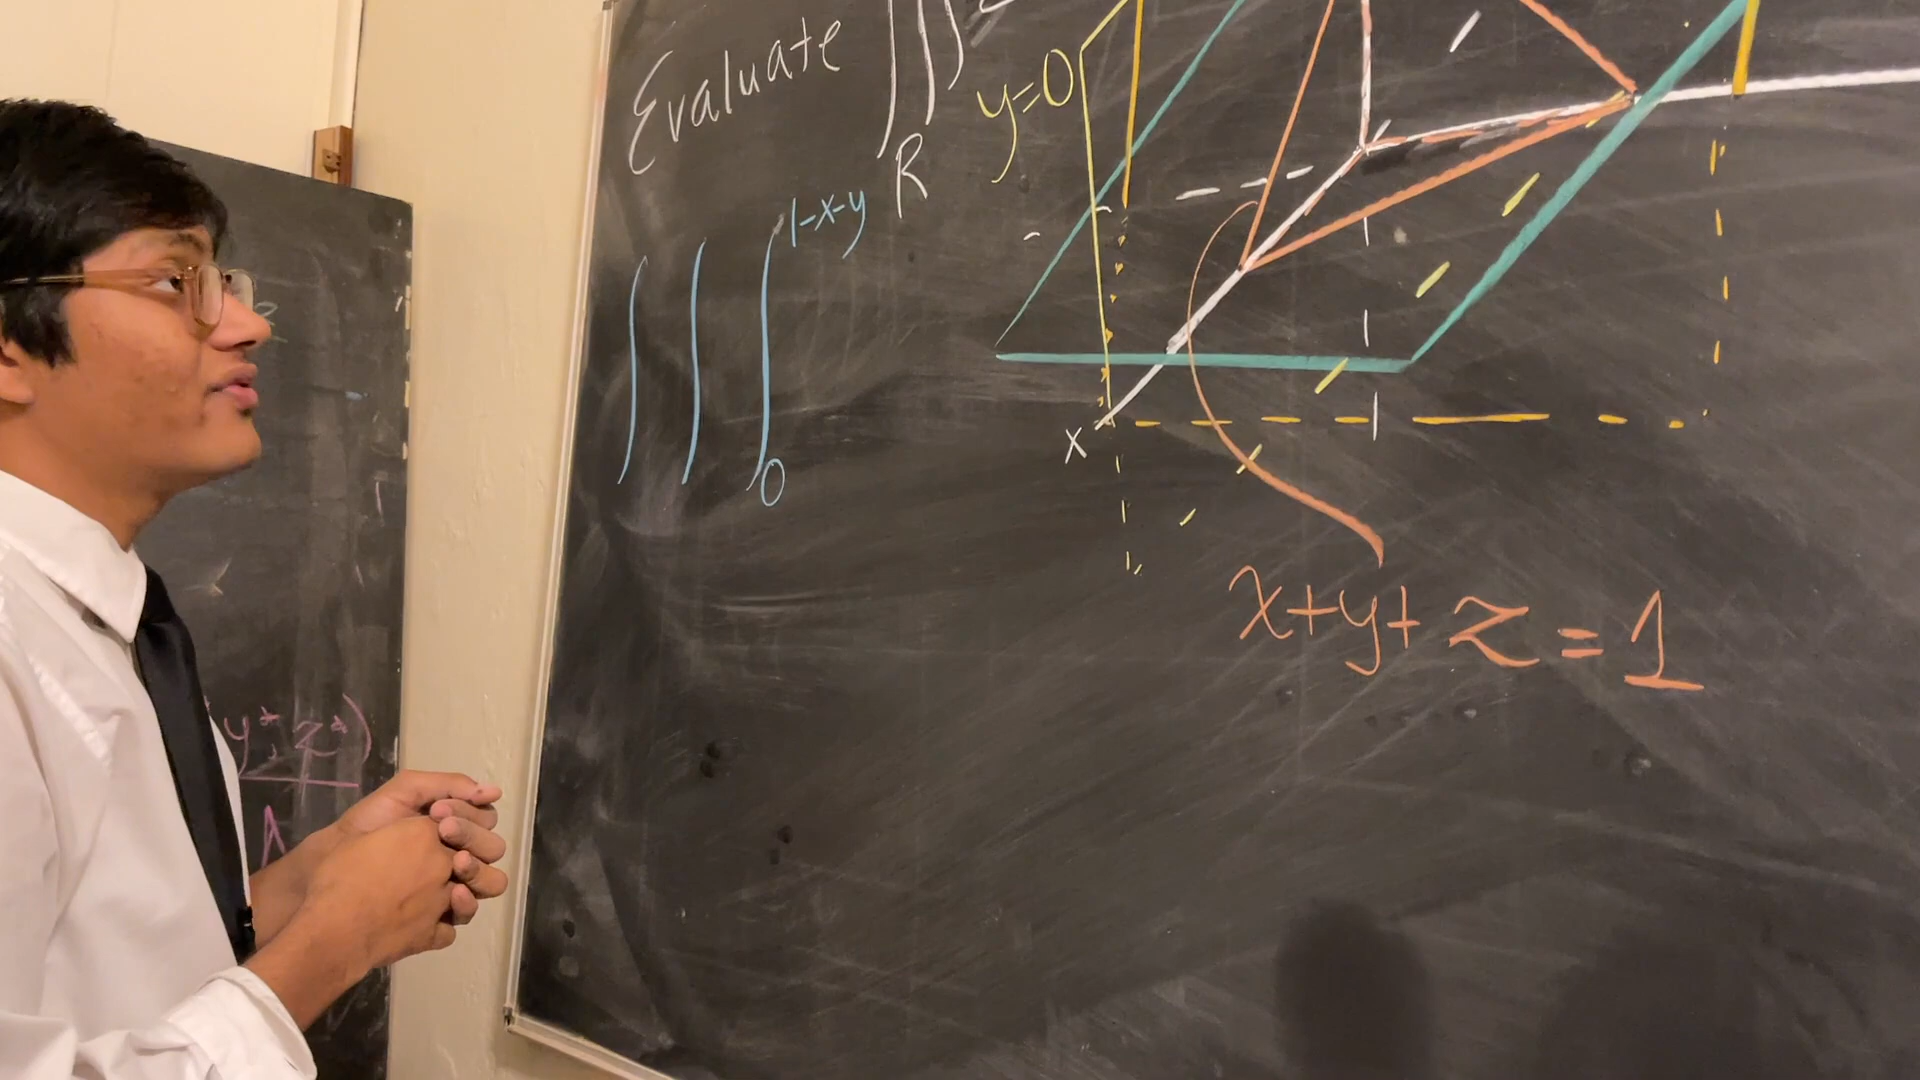 Evaluate ∭
R
y=0
1-x-y
∭
0
x
x+y+z=1
y*, z*)